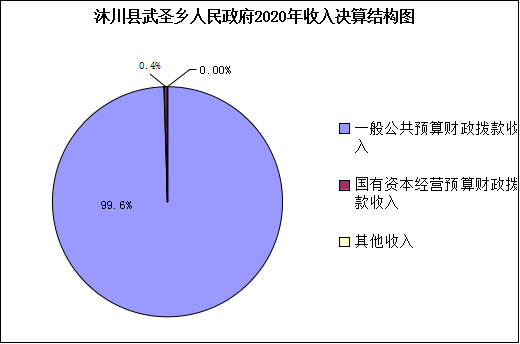 沐川县武圣乡人民政府2020年收入决算结构图
0.4%
0.00%
99.6%
一般公共预算财政拨款收
入
国有资本经营预算财政拨
款收入
其他收入